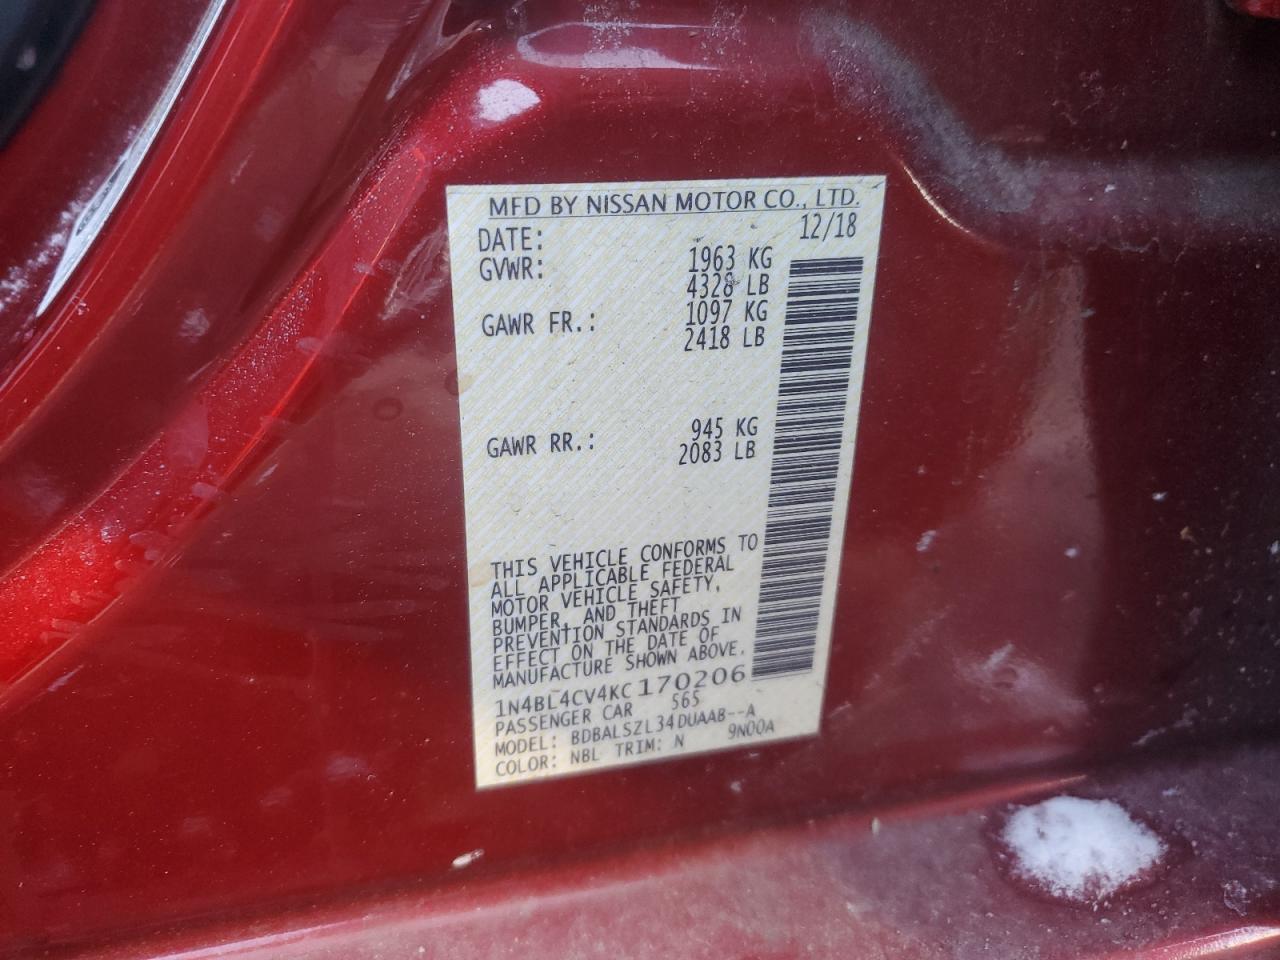 MFD BY NISSAN MOTOR CO., LTD.
DATE: 12/18
GVWR: 1963 KG
4328 LB
GAWR FR.: 1097 KG
2418 LB
GAWR RR.: 945 KG
2083 LB
THIS VEHICLE CONFORMS TO
ALL APPLICABLE FEDERAL
MOTOR VEHICLE SAFETY,
BUMPER, AND THEFT
PREVENTION STANDARDS IN
EFFECT ON THE DATE OF
MANUFACTURE SHOWN ABOVE.
1N4BL4CV4KC170206
PASSENGER CAR 565
MODEL: BDBALSZL34DUAAB--A
COLOR: NBL TRIM: N 9N00A